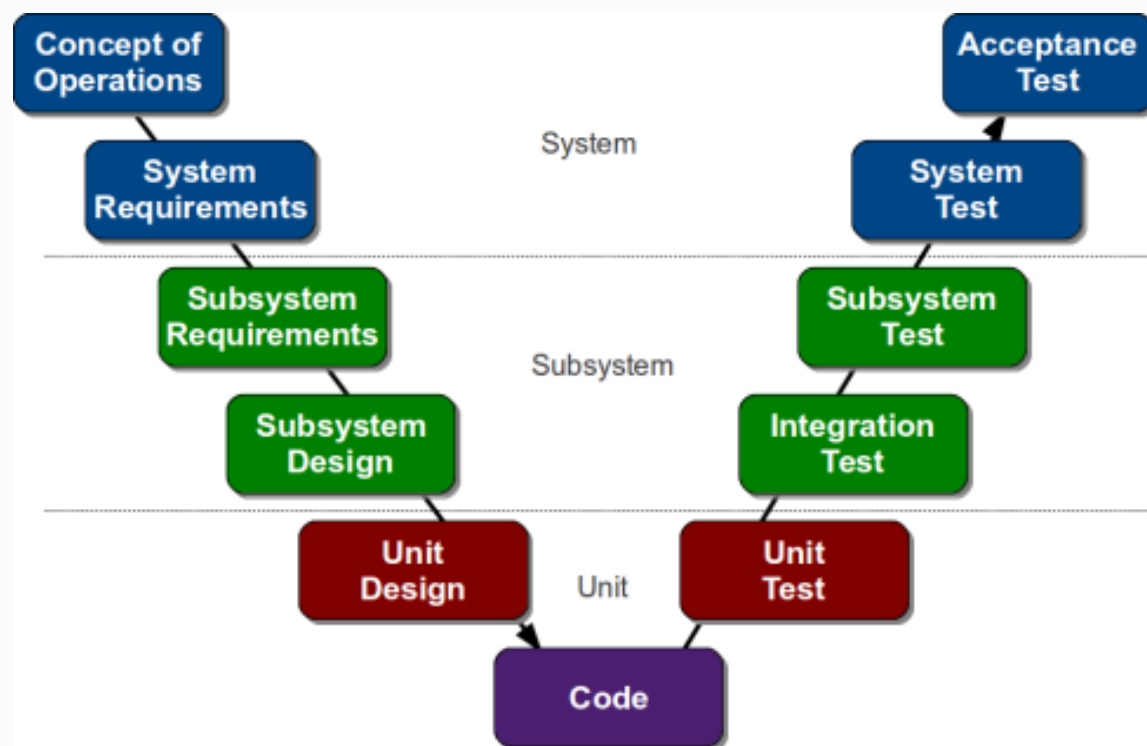 Concept of
Operations
Acceptance
Test
System
System
Requirements
System
Test
Subsystem
Requirements
Subsystem
Test
Subsystem
Subsystem
Design
Integration
Test
Unit
Design
Unit
Unit
Test
Code